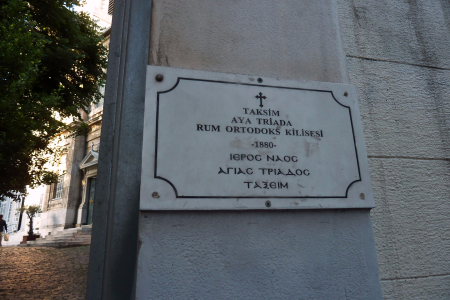 TAKSİM
AYA TRİADA
RUM ORTODOKS KİLİSESİ
-1880-
ΙΕΡΟΣ ΝΑΟΣ
ΑΓΙΑΣ ΤΡΙΑΔΟΣ
ΤΑΞΕΙΜ